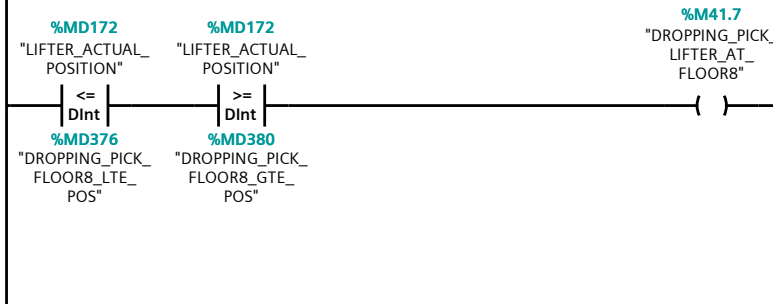 %MD172
"LIFTER_ACTUAL_
POSITION"
<=
DInt
%MD376
"DROPPING_PICK_
FLOOR8_LTE_
POS"
%MD172
"LIFTER_ACTUAL_
POSITION"
>=
DInt
%MD380
"DROPPING_PICK_
FLOOR8_GTE_
POS"
%M41.7
"DROPPING_PICK_
LIFTER_AT_
FLOOR8"